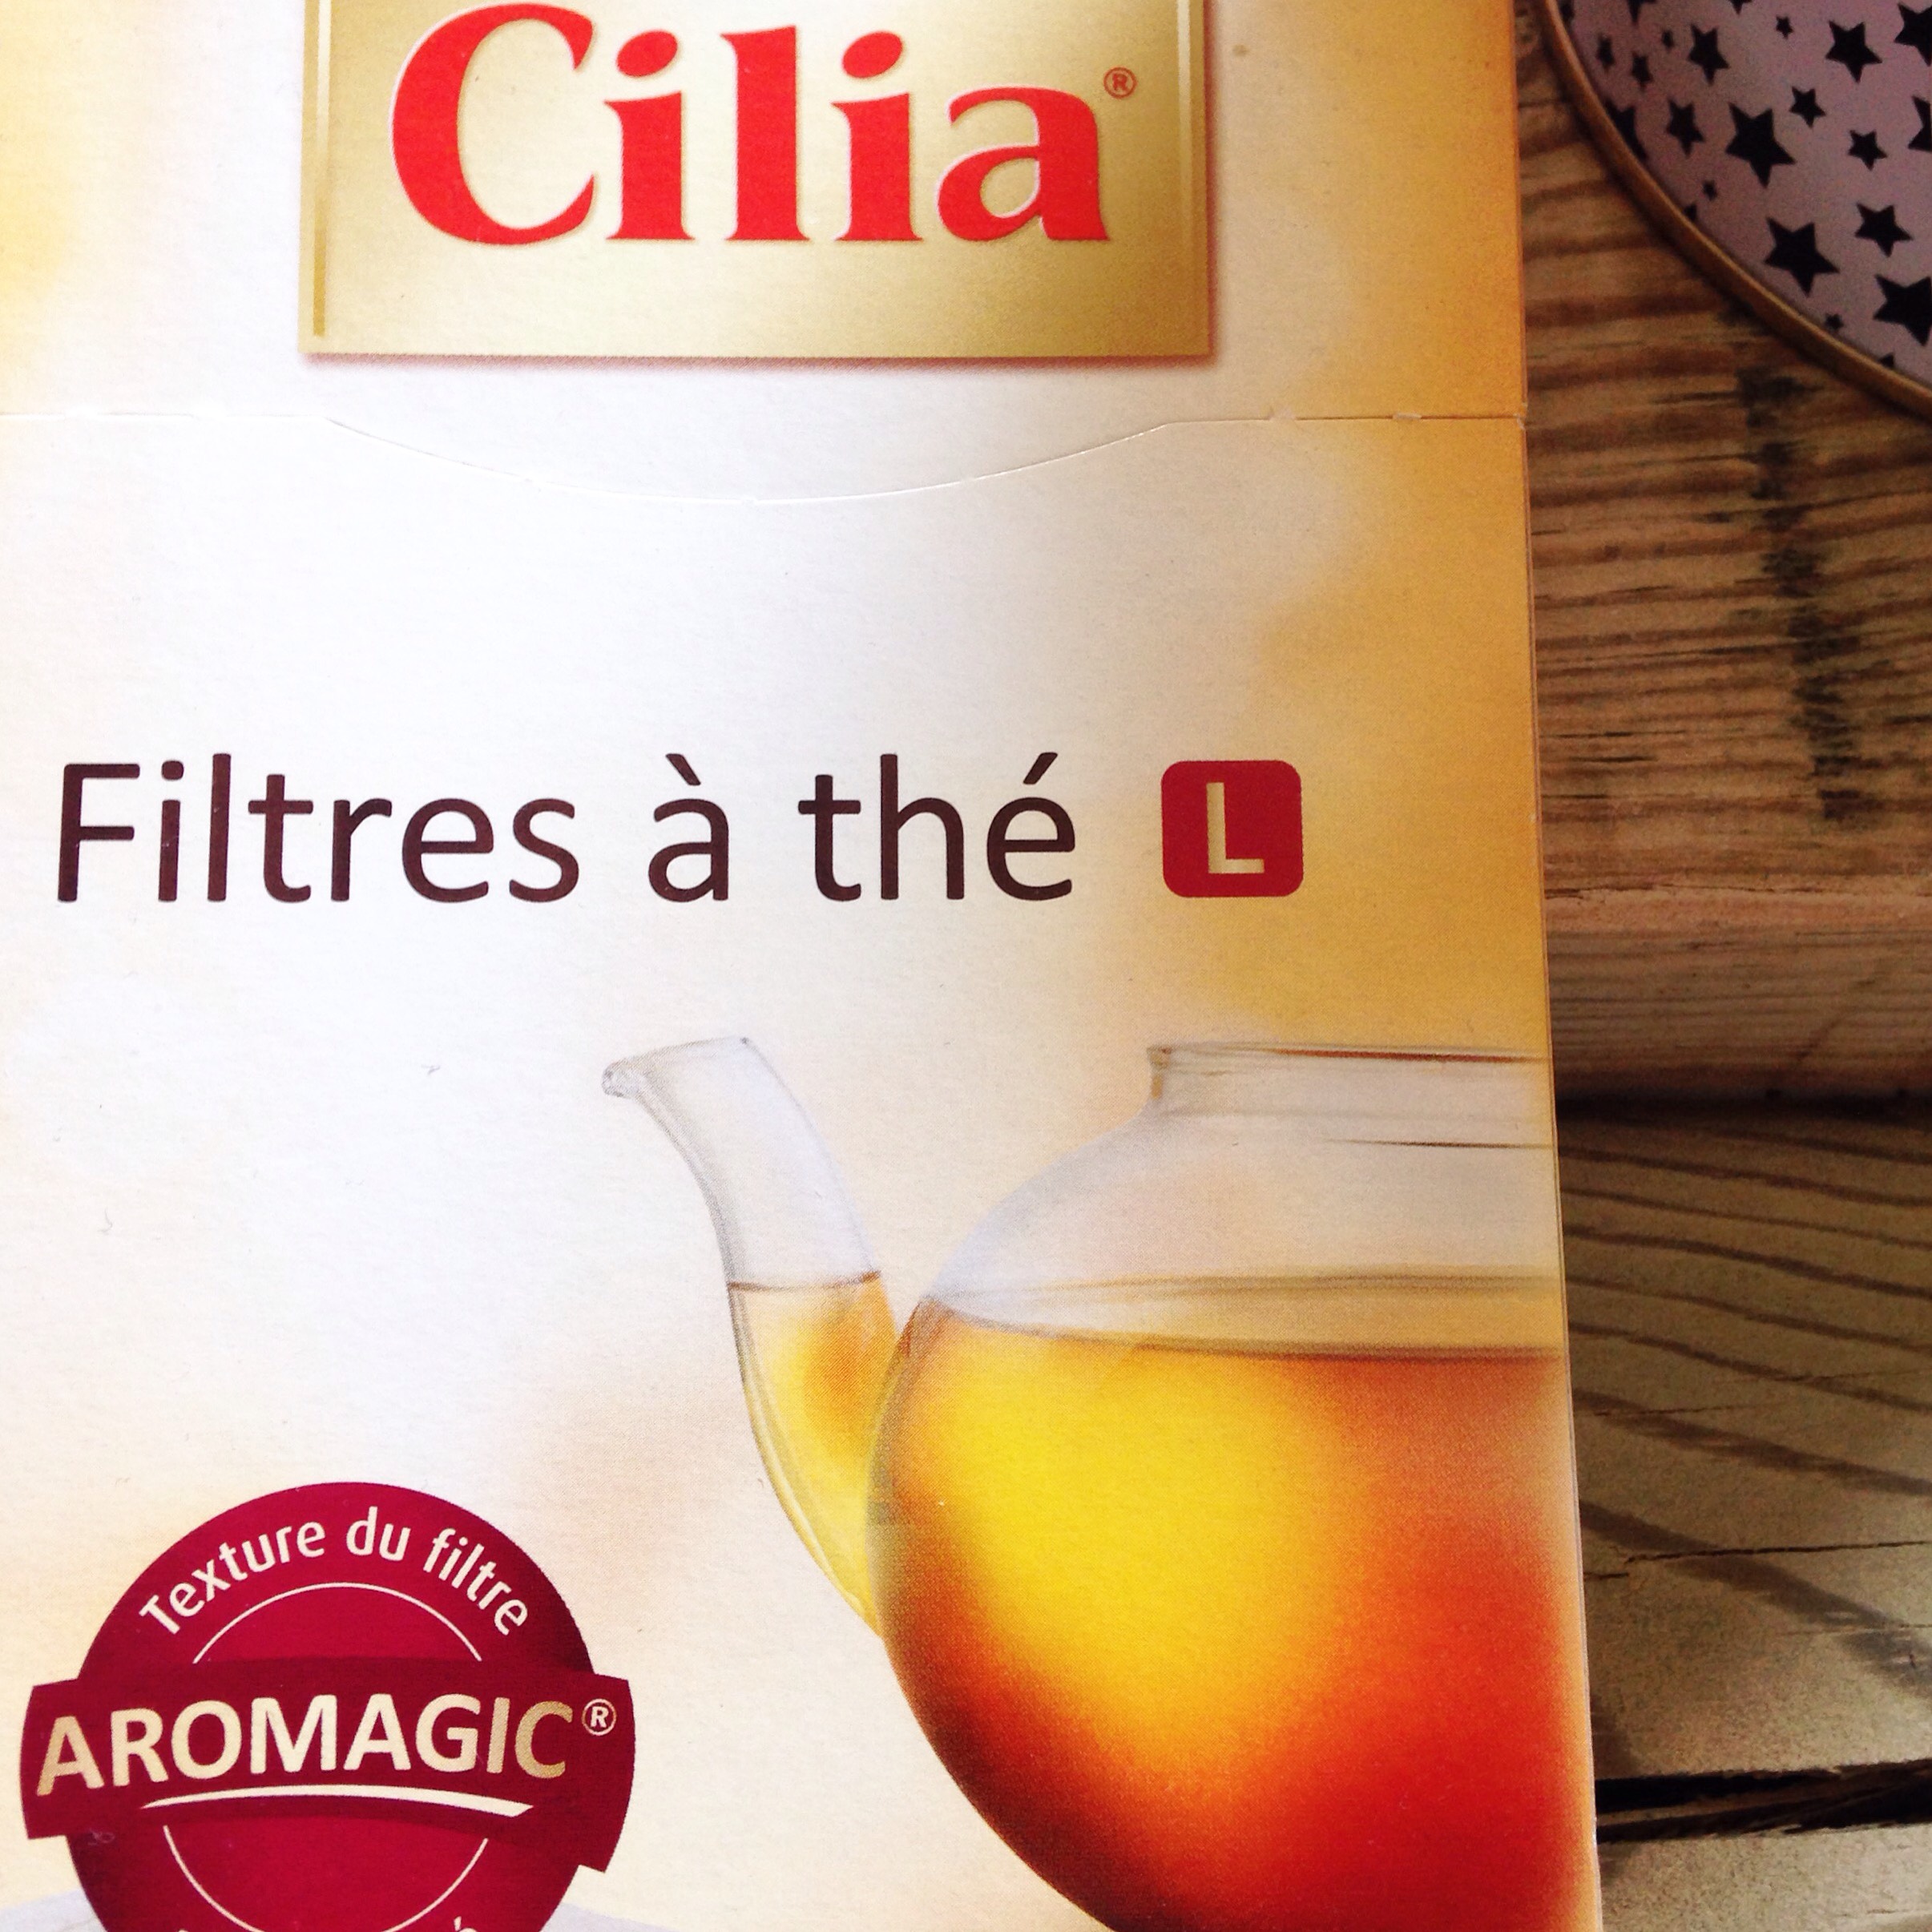 Cilia®
Filtres à thé L
Texture du filtre
AROMAGIC®